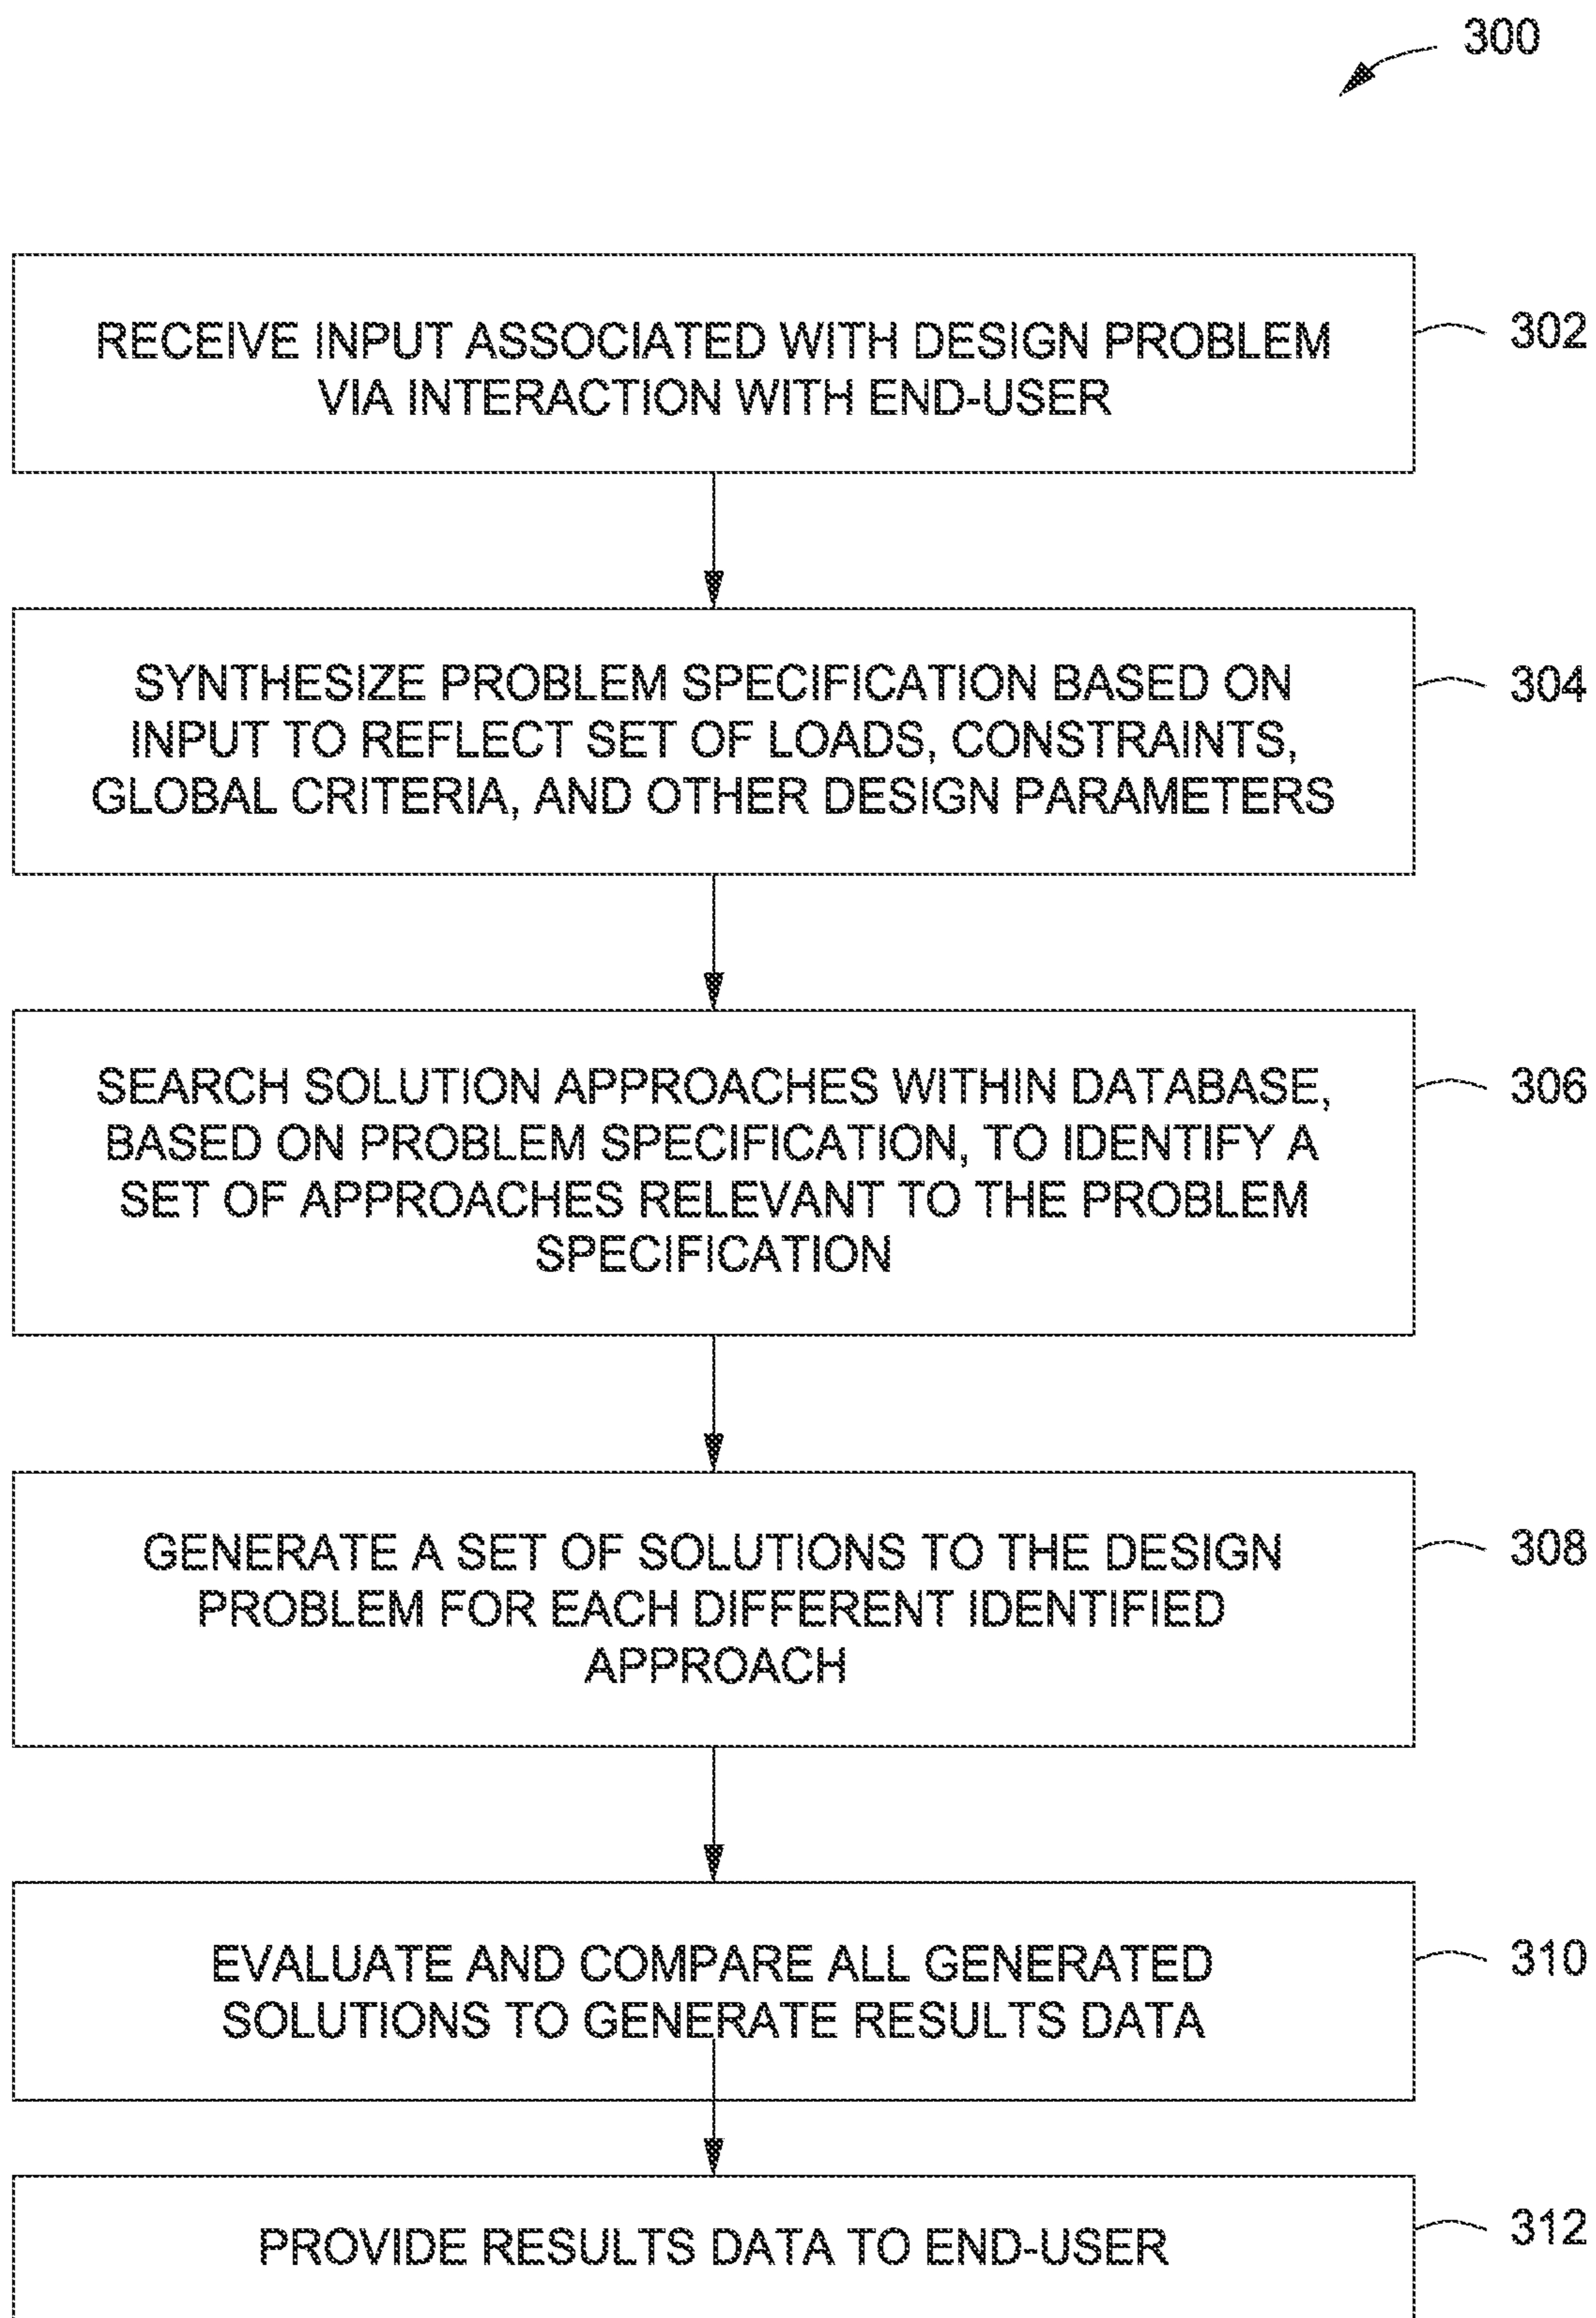 300
RECEIVE INPUT ASSOCIATED WITH DESIGN PROBLEM
VIA INTERACTION WITH END-USER
302
SYNTHESIZE PROBLEM SPECIFICATION BASED ON
INPUT TO REFLECT SET OF LOADS, CONSTRAINTS,
GLOBAL CRITERIA, AND OTHER DESIGN PARAMETERS
304
SEARCH SOLUTION APPROACHES WITHIN DATABASE,
BASED ON PROBLEM SPECIFICATION, TO IDENTIFY A
SET OF APPROACHES RELEVANT TO THE PROBLEM
SPECIFICATION
306
GENERATE A SET OF SOLUTIONS TO THE DESIGN
PROBLEM FOR EACH DIFFERENT IDENTIFIED
APPROACH
308
EVALUATE AND COMPARE ALL GENERATED
SOLUTIONS TO GENERATE RESULTS DATA
310
PROVIDE RESULTS DATA TO END-USER
312